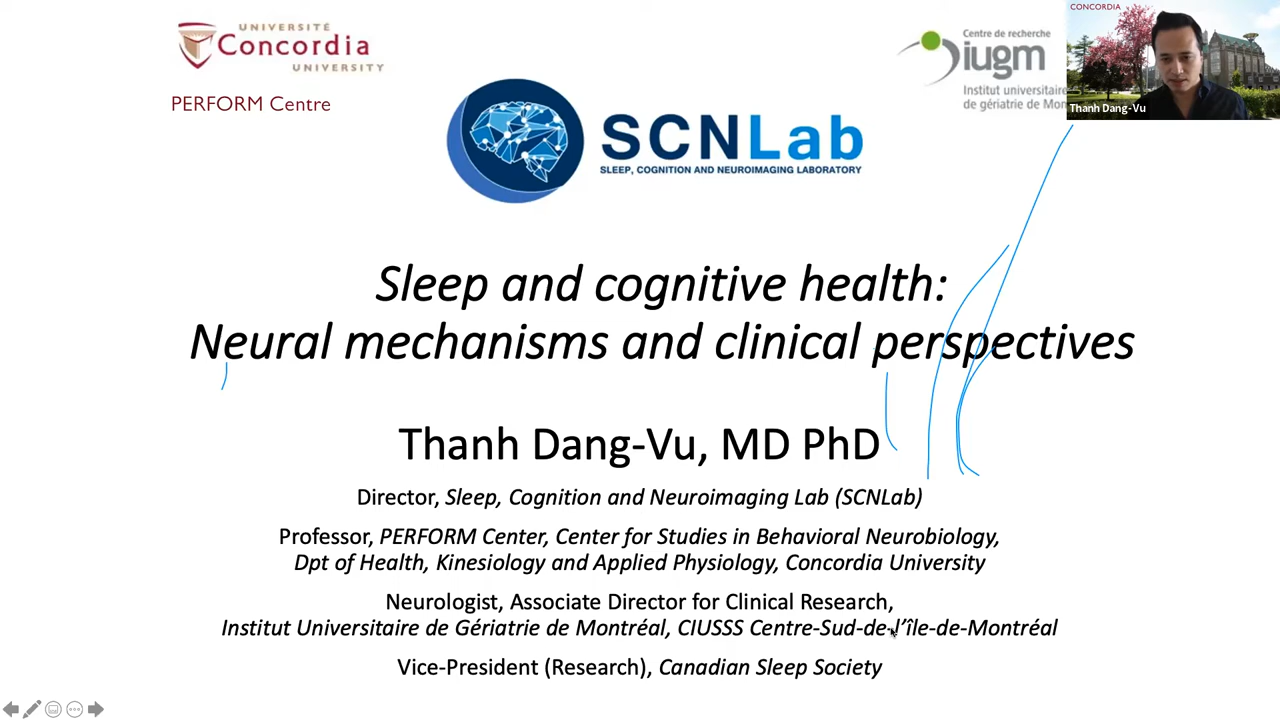 UNIVERSITÉ
Concordia
UNIVERSITY
PERFORM Centre
SCNLab
SLEEP, COGNITION AND NEUROIMAGING LABORATORY
Centre de recherche
iugm
Institut universitaire
de gériatrie de Mon
CONCORDIA
Thanh Dang-Vu
Sleep and cognitive health:
Neural mechanisms and clinical perspectives
Thanh Dang-Vu, MD PhD
Director, Sleep, Cognition and Neuroimaging Lab (SCNLab)
Professor, PERFORM Center, Center for Studies in Behavioral Neurobiology,
Dpt of Health, Kinesiology and Applied Physiology, Concordia University
Neurologist, Associate Director for Clinical Research,
Institut Universitaire de Gériatrie de Montréal, CIUSSS Centre-Sud-de-l’île-de-Montréal
Vice-President (Research), Canadian Sleep Society